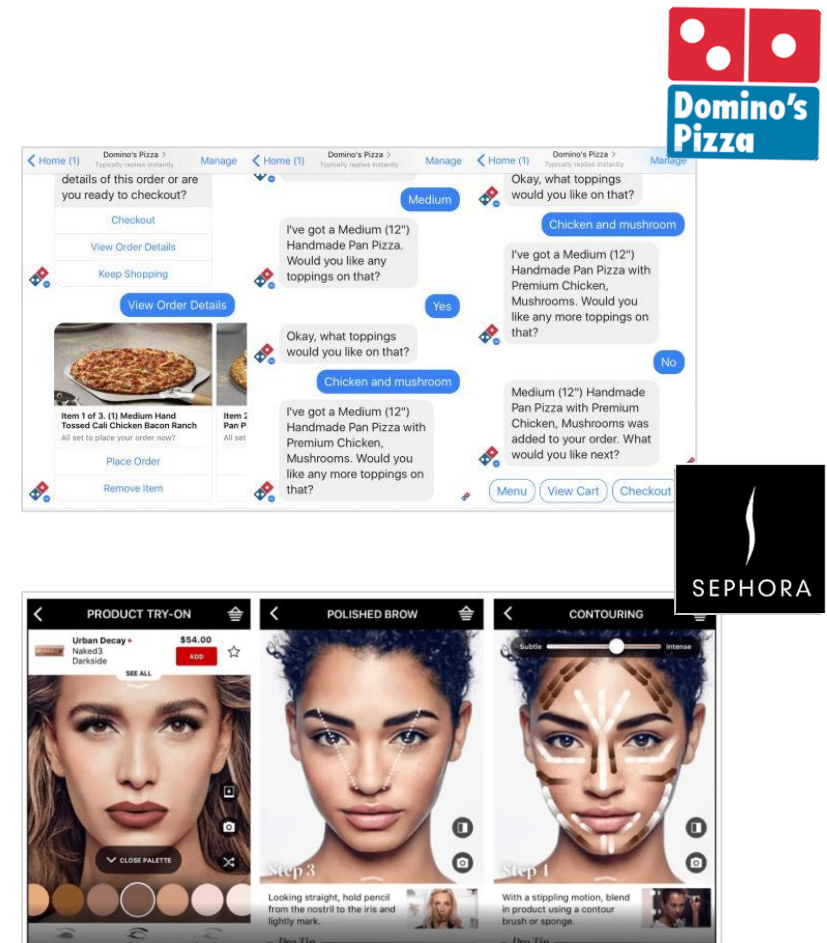 Domino's
Pizza
Home (1)
Domino's Pizza >
Typically replies instantly
Manage
details of this order or are
you ready to checkout?
Checkout
View Order Details
Keep Shopping
View Order Details
Item 1 of 3. (1) Medium Hand
Tossed Cali Chicken Bacon Ranch
All set to place your order now?
Place Order
Remove Item
Item 2
Pan P
All set
Home (1)
Domino's Pizza >
Typically replies instantly
Manage
Medium
I've got a Medium (12")
Handmade Pan Pizza.
Would you like any
toppings on that?
Yes
Okay, what toppings
would you like on that?
Chicken and mushroom
I've got a Medium (12")
Handmade Pan Pizza with
Premium Chicken,
Mushrooms. Would you
like any more toppings on
that?
Home (1)
Domino's Pizza >
Typically replies instantly
Manage
Okay, what toppings
would you like on that?
Chicken and mushroom
I've got a Medium (12")
Handmade Pan Pizza with
Premium Chicken,
Mushrooms. Would you
like any more toppings on
that?
No
Medium (12") Handmade
Pan Pizza with Premium
Chicken, Mushrooms was
added to your order. What
would you like next?
Menu
View Cart
Checkout
SEPHORA
PRODUCT TRY-ON
Urban Decay
Naked3
Darkside
$54.00
ADD
SEE ALL
CLOSE PALETTE
POLISHED BROW
Step 3
Looking straight, hold pencil
from the nostril to the iris and
lightly mark.
Pro Tip
CONTOURING
Subtle
Intense
Step 4
With a stippling motion, blend
in product using a contour
brush or sponge.
Pro Tip